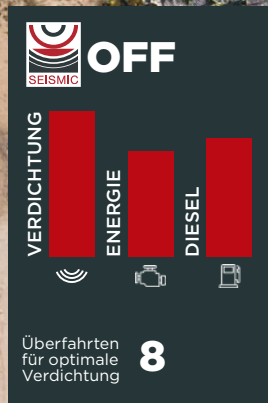 SEISMIC
OFF
VERDICHTUNG
ENERGIE
DIESEL
Überfahrten
für optimale
Verdichtung
8